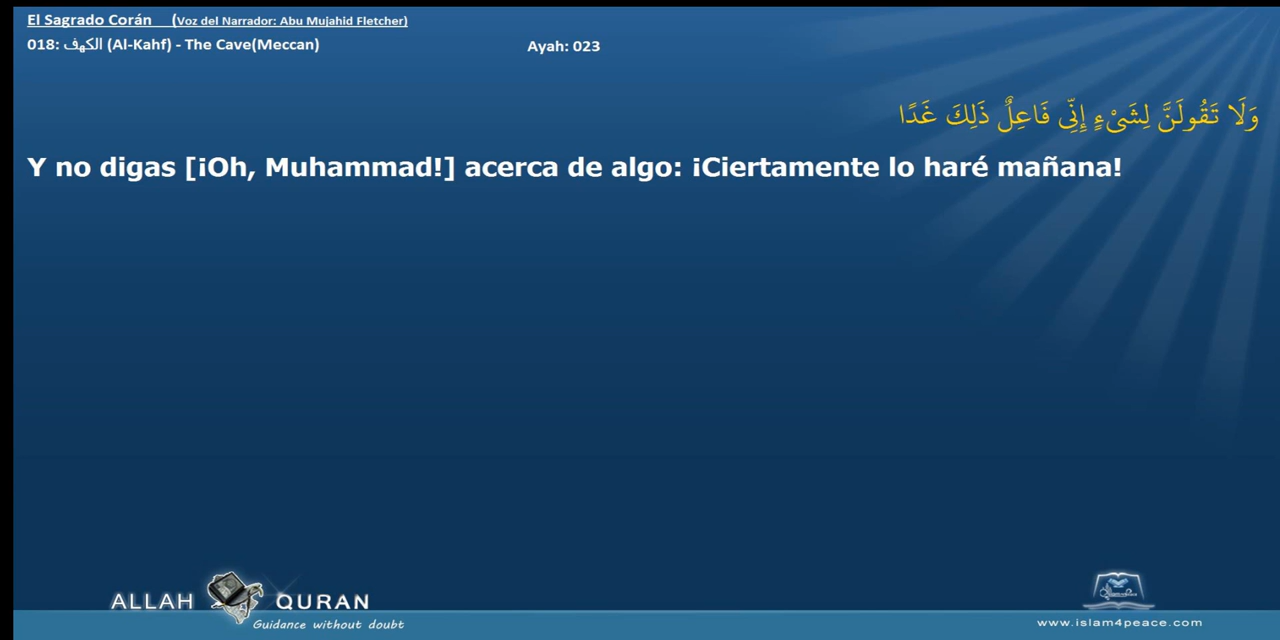 El Sagrado Corán (Voz del Narrador: Abu Mujahid Fletcher)
018: الكهف (Al-Kahf) - The Cave(Meccan) Ayah: 023
وَلَا تَقُولَنَّ لِشَىْءٍ إِنِّى فَاعِلٌ ذَلِكَ غَدًا
Y no digas [¡Oh, Muhammad!] acerca de algo: ¡Ciertamente lo haré mañana!
ALLAH QURAN
Guidance without doubt
www.islam4peace.com